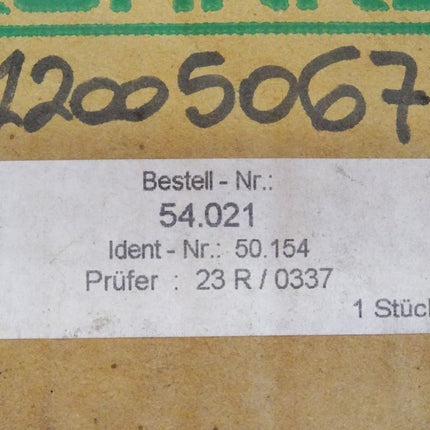 12005067
Bestell - Nr.:
54.021
Ident - Nr.: 50.154
Prüfer : 23 R / 0337
1 Stück